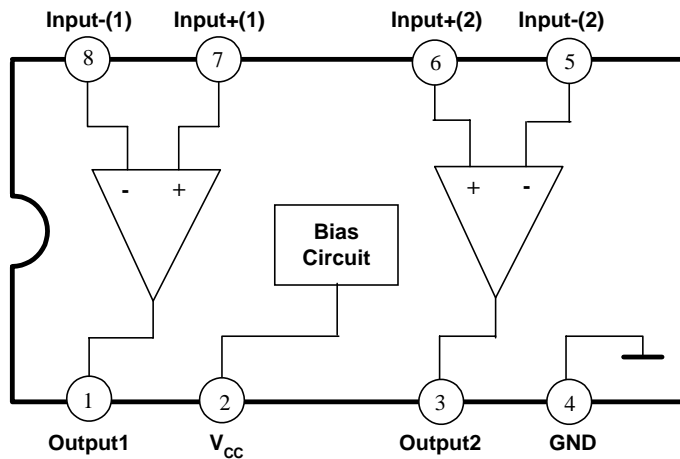 Input-(1) Input+(1) Input+(2) Input-(2)
8 7 6 5
- + + -
Bias
Circuit
1 2 3 4
Output1 VCC Output2 GND